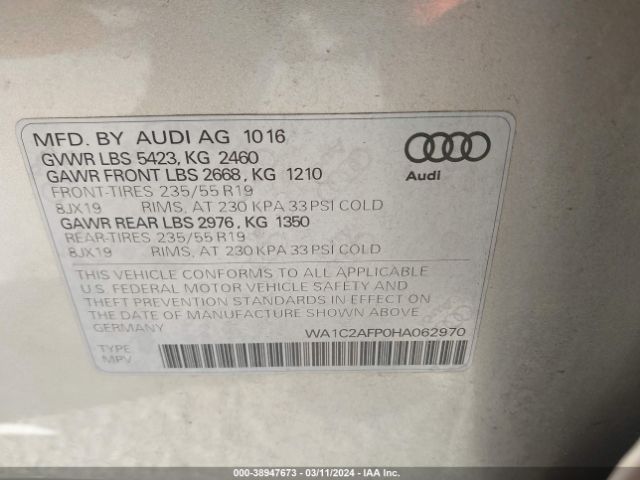 MFD. BY AUDI AG 1016
GVWR LBS 5423, KG 2460
GAWR FRONT LBS 2668, KG 1210
FRONT-TIRES 235/55 R19
8JX19 RIMS, AT 230 KPA 33 PSI COLD
GAWR REAR LBS 2976, KG 1350
REAR-TIRES 235/55 R19
8JX19 RIMS, AT 230 KPA 33 PSI COLD
Audi
THIS VEHICLE CONFORMS TO ALL APPLICABLE
U.S. FEDERAL MOTOR VEHICLE SAFETY AND
THEFT PREVENTION STANDARDS IN EFFECT ON
THE DATE OF MANUFACTURE SHOWN ABOVE.
GERMANY
WA1C2AFP0HA062970
TYPE
MPV
000-38947673 - 03/11/2024 - IAA Inc.